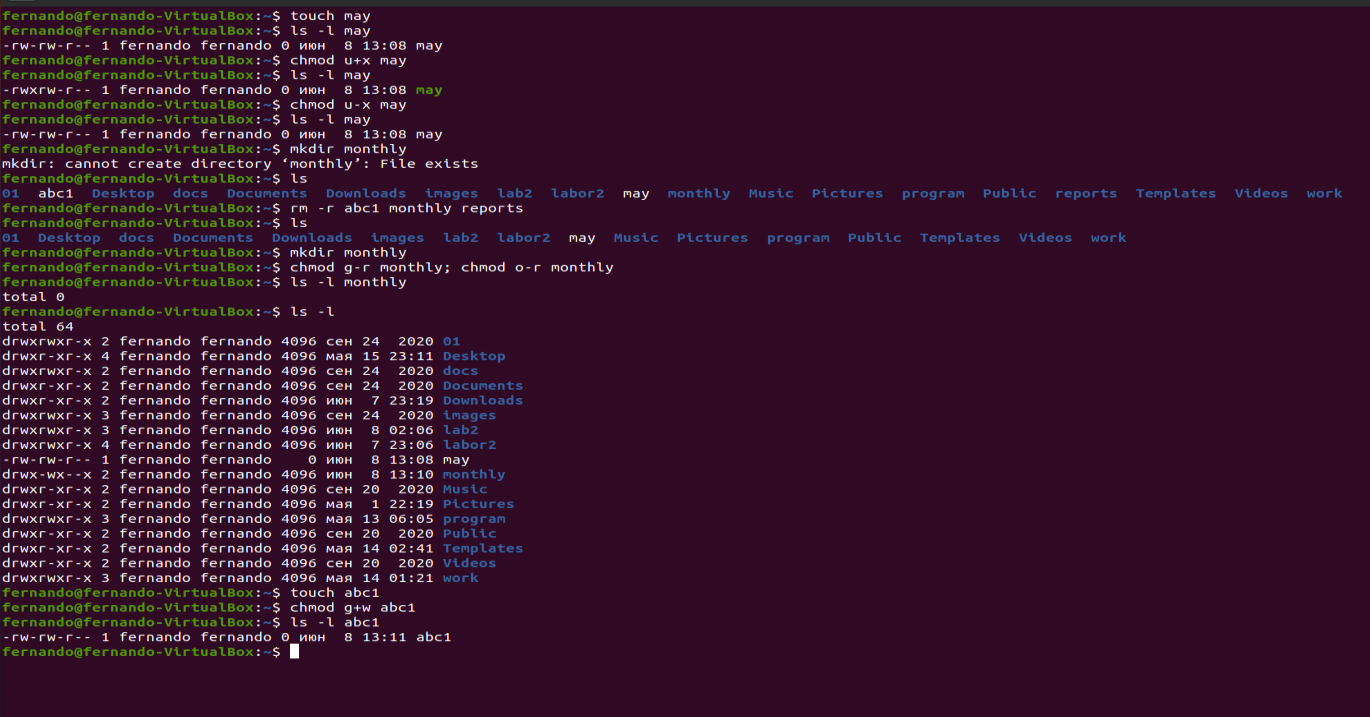 fernando@fernando-VirtualBox:~$ touch may
fernando@fernando-VirtualBox:~$ ls -l may
-rw-rw-r-- 1 fernando fernando 0 июн  8 13:08 may
fernando@fernando-VirtualBox:~$ chmod u+x may
fernando@fernando-VirtualBox:~$ ls -l may
-rwxrw-r-- 1 fernando fernando 0 июн  8 13:08 may
fernando@fernando-VirtualBox:~$ chmod u-x may
fernando@fernando-VirtualBox:~$ ls -l may
-rw-rw-r-- 1 fernando fernando 0 июн  8 13:08 may
fernando@fernando-VirtualBox:~$ mkdir monthly
mkdir: cannot create directory ‘monthly’: File exists
fernando@fernando-VirtualBox:~$ ls
01  abc1  Desktop  docs  Documents  Downloads  images  lab2  labor2  may  monthly  Music  Pictures  program  Public  reports  Templates  Videos  work
fernando@fernando-VirtualBox:~$ rm -r abc1 monthly reports
fernando@fernando-VirtualBox:~$ ls
01  Desktop  docs  Documents  Downloads  images  lab2  labor2  may  Music  Pictures  program  Public  Templates  Videos  work
fernando@fernando-VirtualBox:~$ mkdir monthly
fernando@fernando-VirtualBox:~$ chmod g-r monthly; chmod o-r monthly
fernando@fernando-VirtualBox:~$ ls -l monthly
total 0
fernando@fernando-VirtualBox:~$ ls -l
total 64
drwxrwxr-x 2 fernando fernando 4096 сен 24  2020 01
drwxr-xr-x 4 fernando fernando 4096 мая 15 23:11 Desktop
drwxrwxr-x 2 fernando fernando 4096 сен 24  2020 docs
drwxr-xr-x 2 fernando fernando 4096 сен 24  2020 Documents
drwxr-xr-x 2 fernando fernando 4096 июн  7 23:19 Downloads
drwxrwxr-x 3 fernando fernando 4096 сен 24  2020 images
drwxrwxr-x 3 fernando fernando 4096 июн  8 02:06 lab2
drwxrwxr-x 4 fernando fernando 4096 июн  7 23:06 labor2
-rw-rw-r-- 1 fernando fernando    0 июн  8 13:08 may
drwx-wx--x 2 fernando fernando 4096 июн  8 13:10 monthly
drwxr-xr-x 2 fernando fernando 4096 сен 20  2020 Music
drwxr-xr-x 2 fernando fernando 4096 мая  1 22:19 Pictures
drwxrwxr-x 3 fernando fernando 4096 мая 13 06:05 program
drwxr-xr-x 2 fernando fernando 4096 сен 20  2020 Public
drwxr-xr-x 2 fernando fernando 4096 мая 14 02:41 Templates
drwxr-xr-x 2 fernando fernando 4096 сен 20  2020 Videos
drwxrwxr-x 3 fernando fernando 4096 мая 14 01:21 work
fernando@fernando-VirtualBox:~$ touch abc1
fernando@fernando-VirtualBox:~$ chmod g+w abc1
fernando@fernando-VirtualBox:~$ ls -l abc1
-rw-rw-r-- 1 fernando fernando 0 июн  8 13:11 abc1
fernando@fernando-VirtualBox:~$